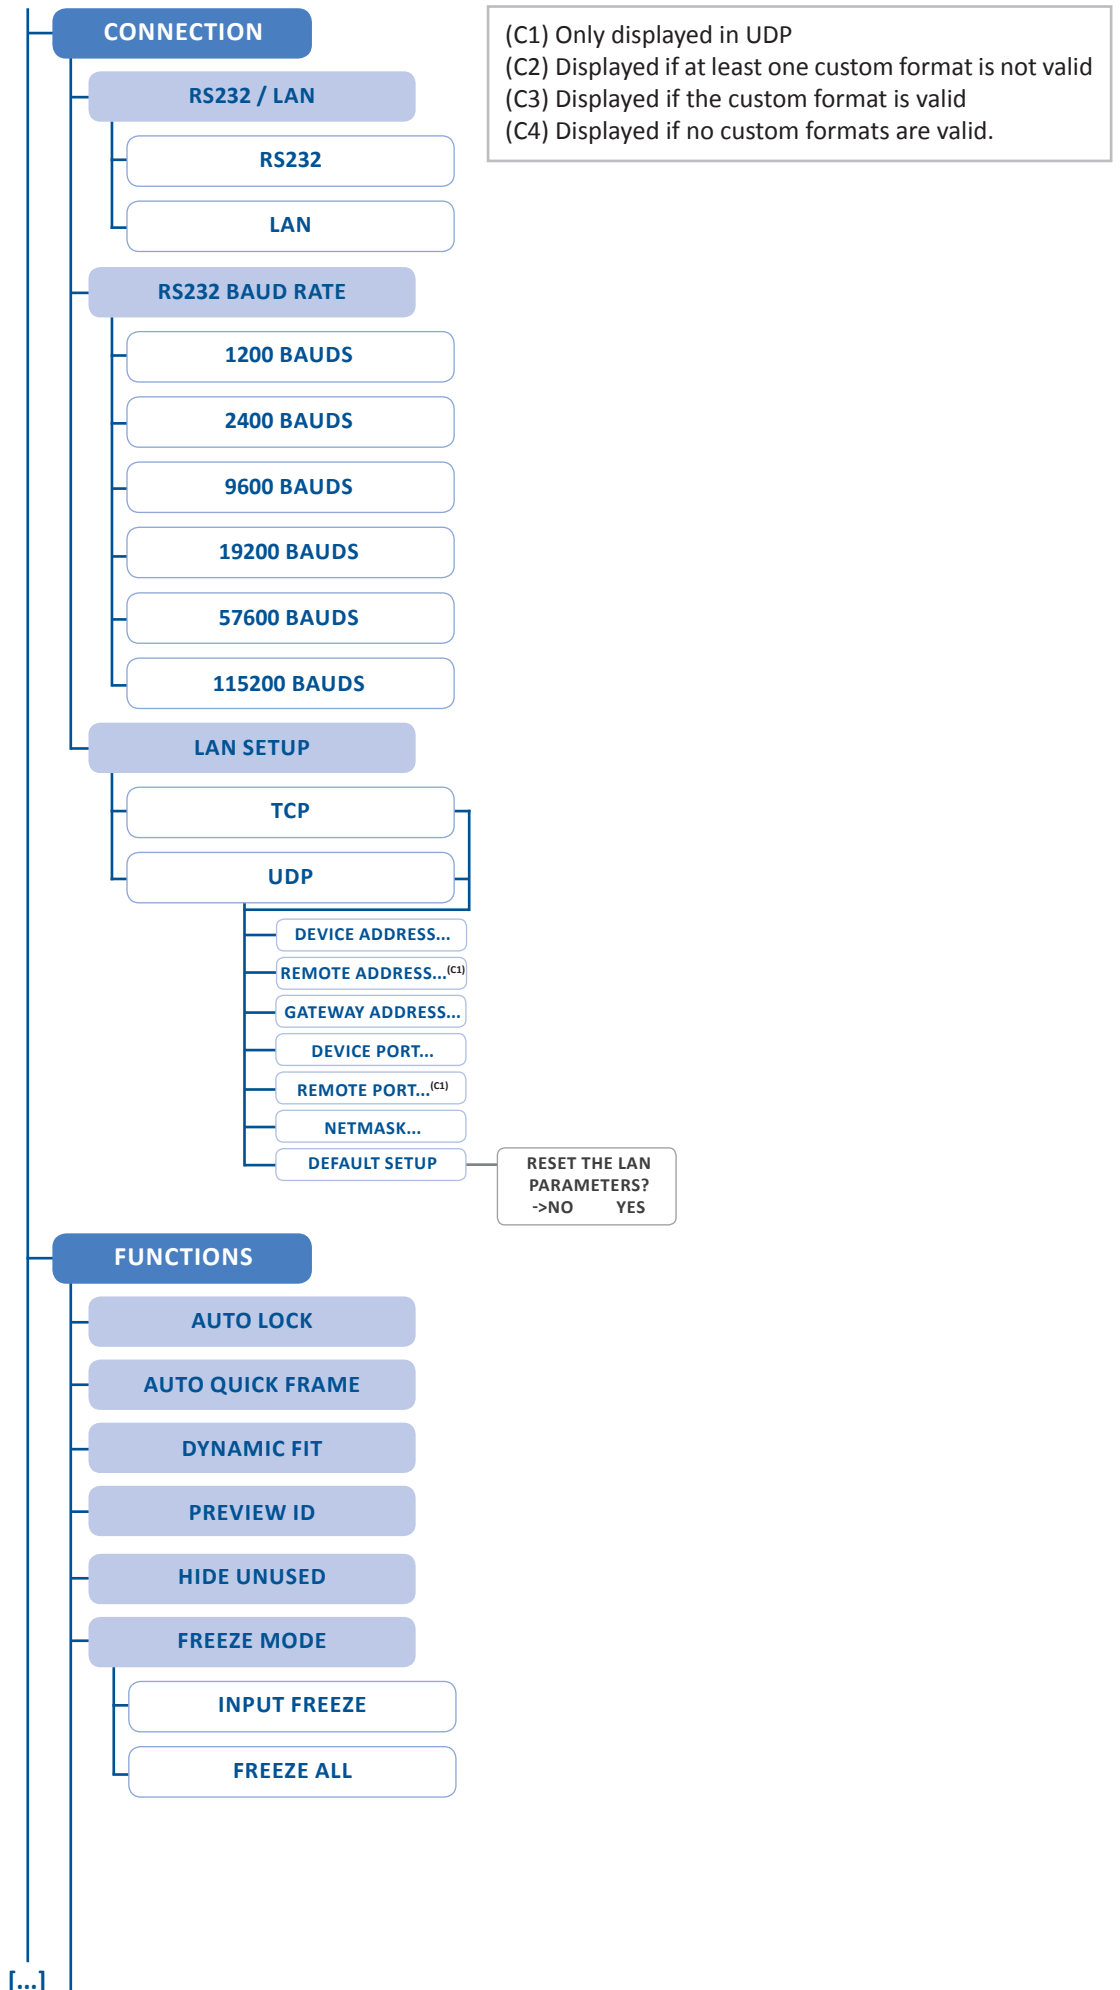 CONNECTION
(C1) Only displayed in UDP
(C2) Displayed if at least one custom format is not valid
(C3) Displayed if the custom format is valid
(C4) Displayed if no custom formats are valid.
RS232 / LAN
RS232
LAN
RS232 BAUD RATE
1200 BAUDS
2400 BAUDS
9600 BAUDS
19200 BAUDS
57600 BAUDS
115200 BAUDS
LAN SETUP
TCP
UDP
DEVICE ADDRESS...
REMOTE ADDRESS...(C1)
GATEWAY ADDRESS...
DEVICE PORT...
REMOTE PORT...(C1)
NETMASK...
DEFAULT SETUP
RESET THE LAN
PARAMETERS?
->NO YES
FUNCTIONS
AUTO LOCK
AUTO QUICK FRAME
DYNAMIC FIT
PREVIEW ID
HIDE UNUSED
FREEZE MODE
INPUT FREEZE
FREEZE ALL
[...]